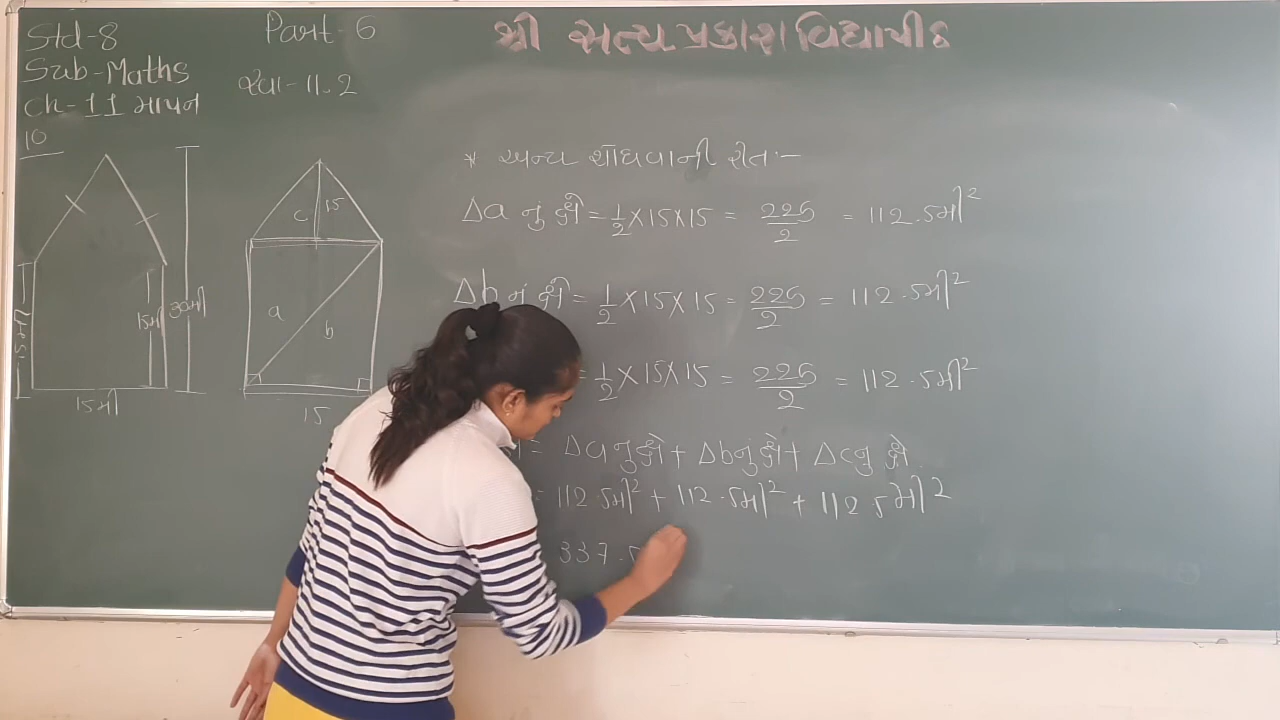 Std-8
Sub-Maths
Ch-11 માપન
10
Part-6
સ્વા-11.2
શ્રી સત્ય પ્રકાશ વિદ્યાપીઠ
15મી
15મી
30મી
15મી
c
15
a
b
15
* અન્ય શોધવાની રીત:-
Δa નું ક્ષે = 1/2 ×15×15 = 225/2 = 112.5મી²
Δb નું ક્ષે = 1/2 ×15×15 = 225/2 = 112.5મી²
= 1/2 ×15×15 = 225/2 = 112.5મી²
= Δa નુ ક્ષે + Δb નું ક્ષે + Δc નુ ક્ષે
= 112.5મી² + 112.5મી² + 112.5મી²
337.5